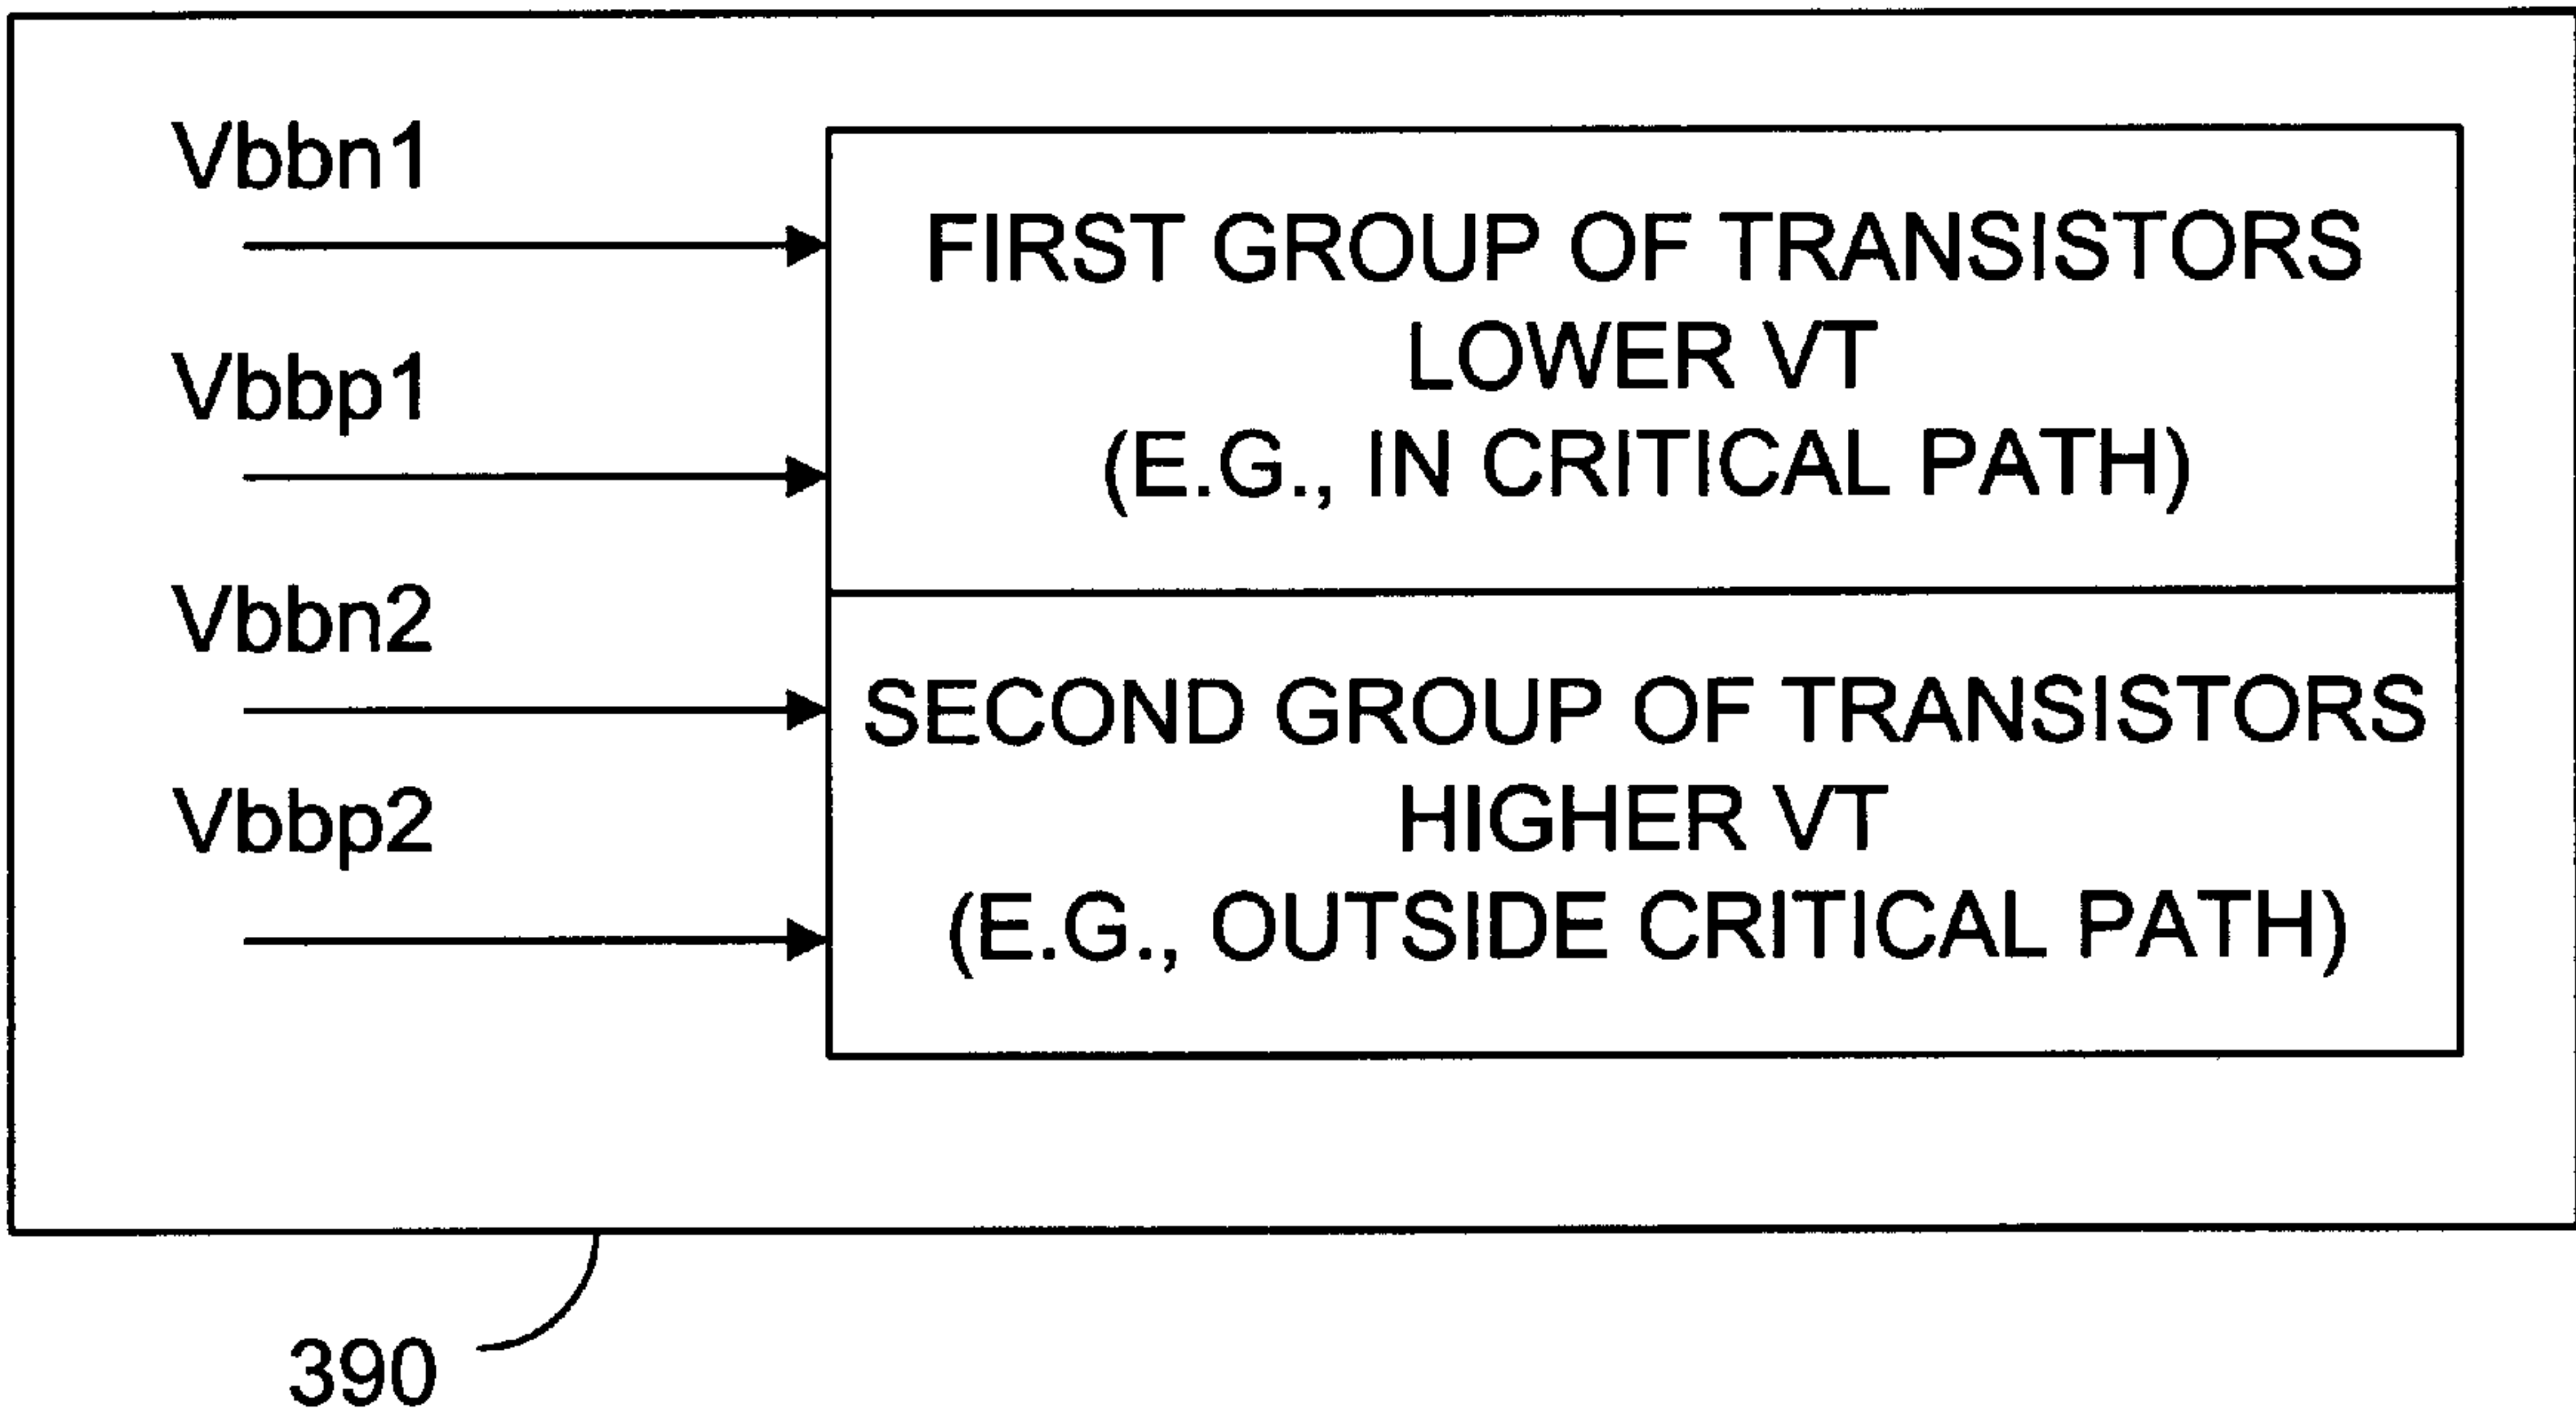 Vbbn1
Vbbp1
Vbbn2
Vbbp2
FIRST GROUP OF TRANSISTORS
LOWER VT
(E.G., IN CRITICAL PATH)
SECOND GROUP OF TRANSISTORS
HIGHER VT
(E.G., OUTSIDE CRITICAL PATH)
390